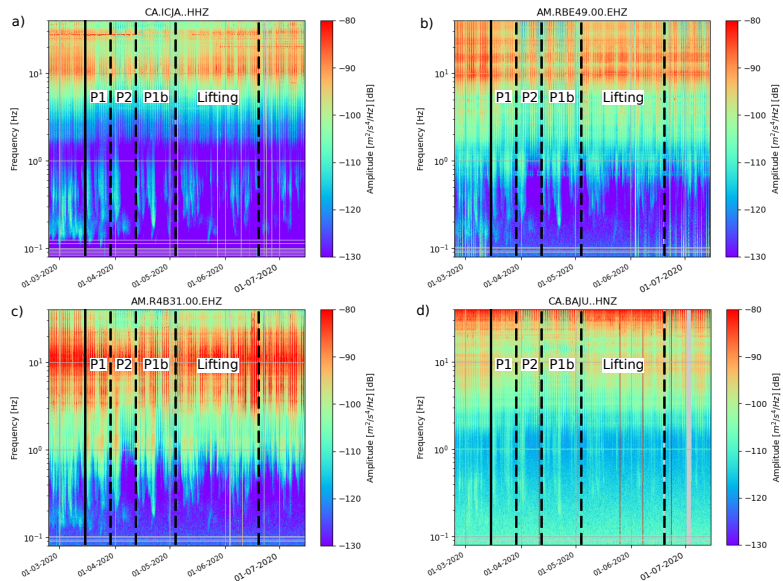 a)
CA.ICJA..HHZ
Frequency [Hz]
10¹
10⁰
10⁻¹
P1
P2
P1b
Lifting
01-03-2020
01-04-2020
01-05-2020
01-06-2020
01-07-2020
−80
−90
−100
−110
−120
−130
Amplitude [m²/s⁴/Hz] [dB]
b)
AM.RBE49.00.EHZ
Frequency [Hz]
10¹
10⁰
10⁻¹
P1
P2
P1b
Lifting
01-03-2020
01-04-2020
01-05-2020
01-06-2020
01-07-2020
−80
−90
−100
−110
−120
−130
Amplitude [m²/s⁴/Hz] [dB]
c)
AM.R4B31.00.EHZ
Frequency [Hz]
10¹
10⁰
10⁻¹
P1
P2
P1b
Lifting
01-03-2020
01-04-2020
01-05-2020
01-06-2020
01-07-2020
−80
−90
−100
−110
−120
−130
Amplitude [m²/s⁴/Hz] [dB]
d)
CA.BAJU..HNZ
Frequency [Hz]
10¹
10⁰
10⁻¹
P1
P2
P1b
Lifting
01-03-2020
01-04-2020
01-05-2020
01-06-2020
01-07-2020
−80
−90
−100
−110
−120
−130
Amplitude [m²/s⁴/Hz] [dB]